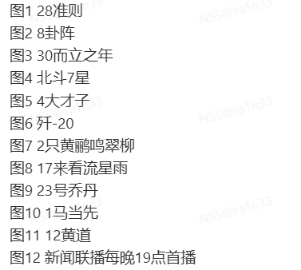 图1 28准则
图2 8卦阵
图3 30而立之年
图4 北斗7星
图5 4大才子
图6 歼-20
图7 2只黄鹂鸣翠柳
图8 17来看流星雨
图9 23号乔丹
图10 1马当先
图11 12黄道
图12 新闻联播每晚19点首播